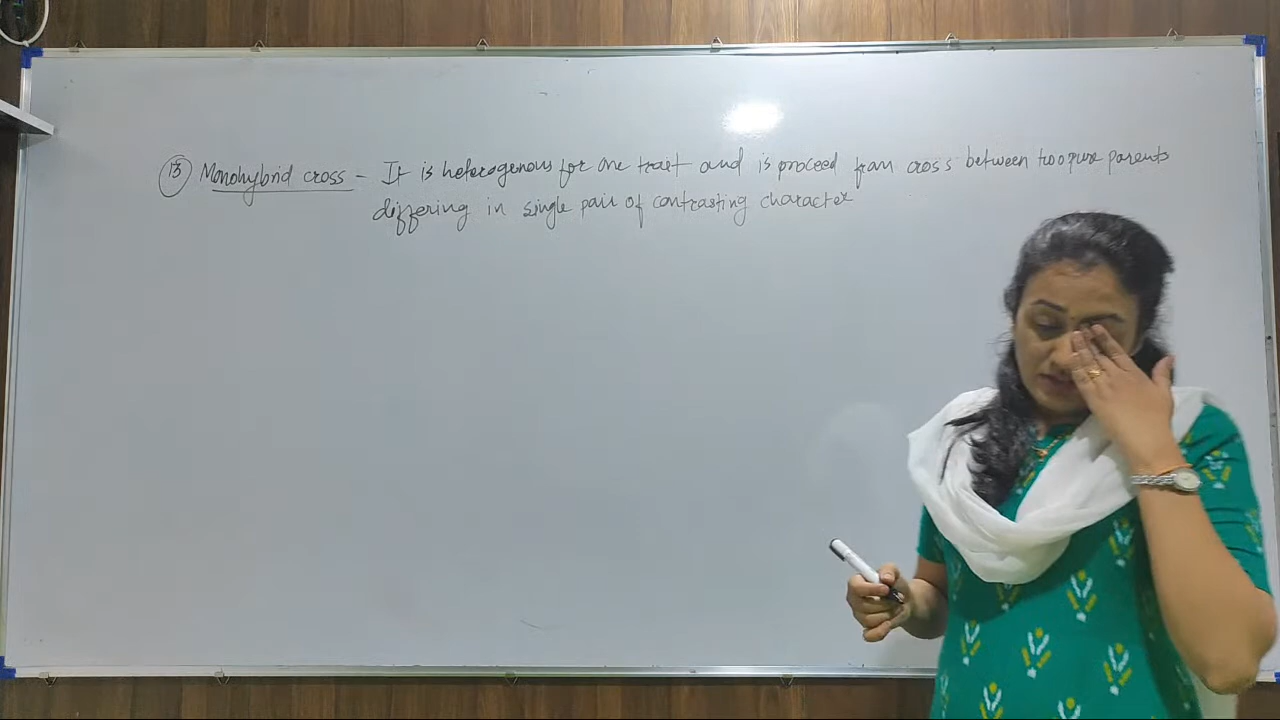 13 Monohybrid cross - It is heterogenous for one trait and is proceed from cross between two pure parents
differing in single pair of contrasting character